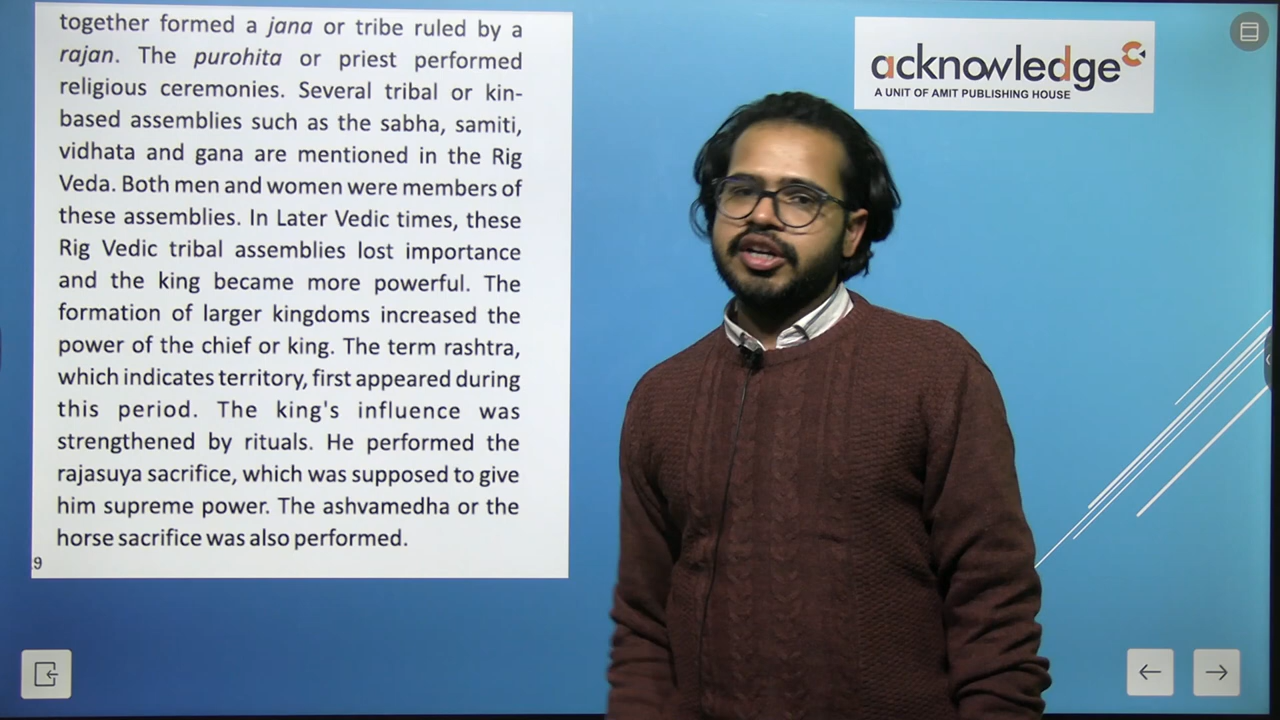 together formed a jana or tribe ruled by a
rajan. The purohita or priest performed
religious ceremonies. Several tribal or kin-
based assemblies such as the sabha, samiti,
vidhata and gana are mentioned in the Rig
Veda. Both men and women were members of
these assemblies. In Later Vedic times, these
Rig Vedic tribal assemblies lost importance
and the king became more powerful. The
formation of larger kingdoms increased the
power of the chief or king. The term rashtra,
which indicates territory, first appeared during
this period. The king's influence was
strengthened by rituals. He performed the
rajasuya sacrifice, which was supposed to give
him supreme power. The ashvamedha or the
horse sacrifice was also performed.
9
acknowledge
A UNIT OF AMIT PUBLISHING HOUSE